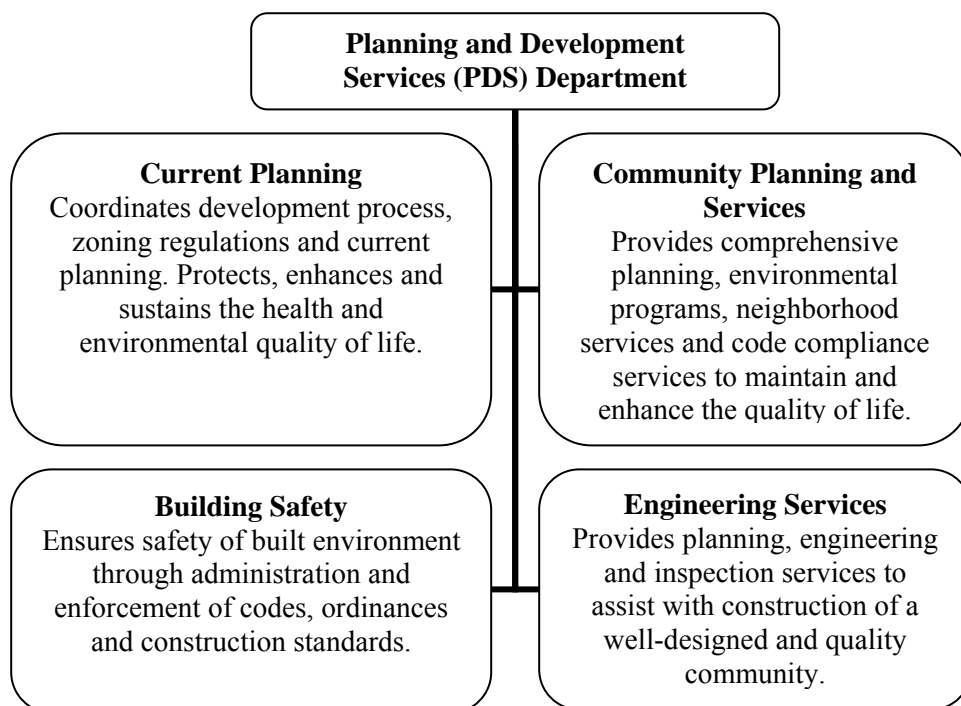 Planning and Development
Services (PDS) Department
Current Planning
Coordinates development process,
zoning regulations and current
planning. Protects, enhances and
sustains the health and
environmental quality of life.
Community Planning and
Services
Provides comprehensive
planning, environmental
programs, neighborhood
services and code compliance
services to maintain and
enhance the quality of life.
Building Safety
Ensures safety of built environment
through administration and
enforcement of codes, ordinances
and construction standards.
Engineering Services
Provides planning, engineering
and inspection services to
assist with construction of a
well-designed and quality
community.